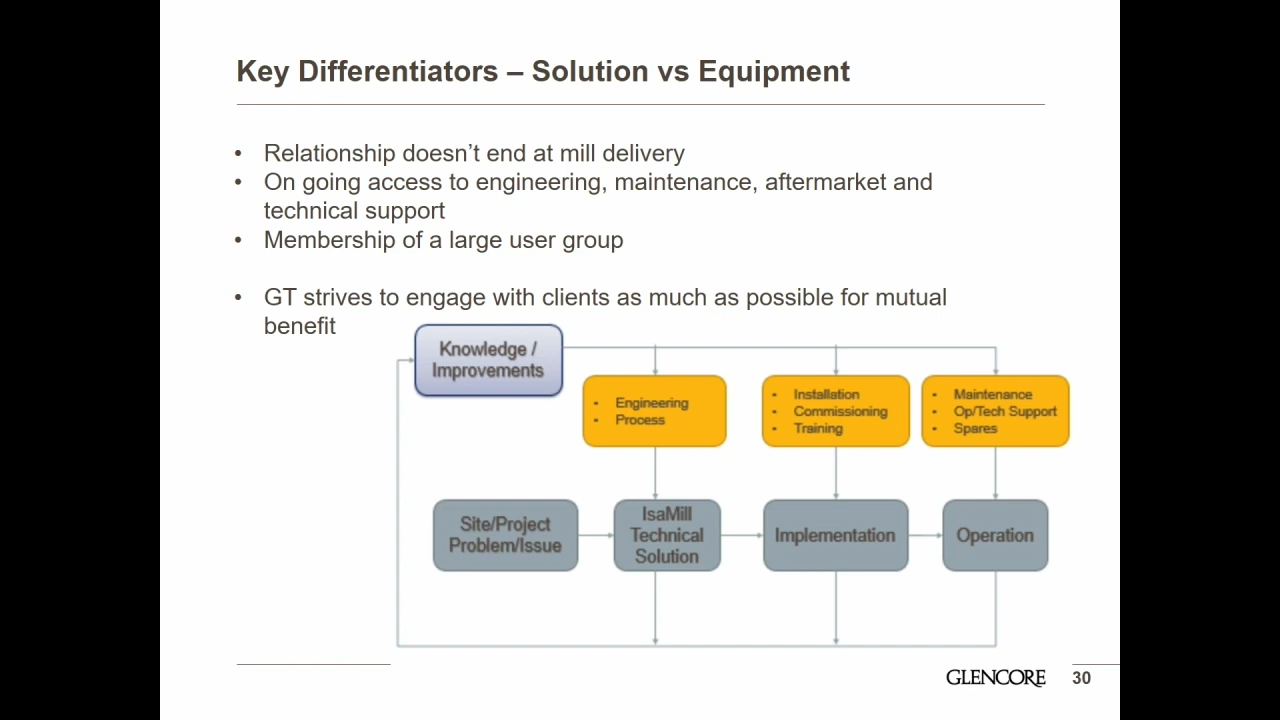 Key Differentiators – Solution vs Equipment
• Relationship doesn’t end at mill delivery
• On going access to engineering, maintenance, aftermarket and
technical support
• Membership of a large user group
• GT strives to engage with clients as much as possible for mutual
benefit
Knowledge /
Improvements
• Engineering
• Process
• Installation
• Commissioning
• Training
• Maintenance
• Op/Tech Support
• Spares
Site/Project
Problem/Issue
IsaMill
Technical
Solution
Implementation
Operation
GLENCORE
30